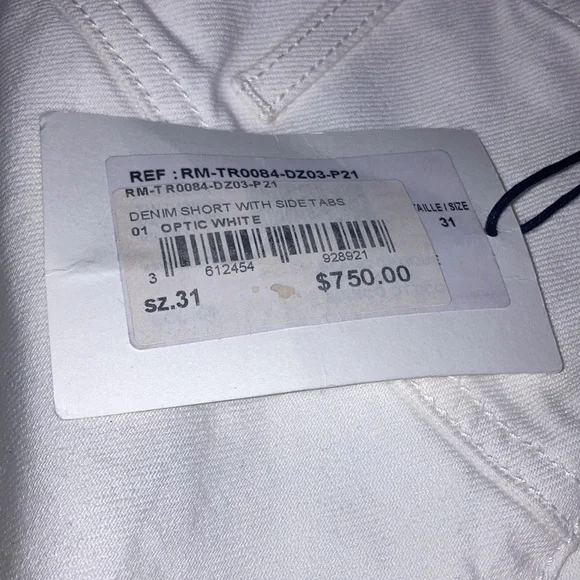 REF : RM-TR0084-DZ03-P21
RM-TR0084-DZ03-P21
DENIM SHORT WITH SIDE TABS
TAILLE / SIZE
01 OPTIC WHITE
31
3 612454 928921
sz.31
$750.00